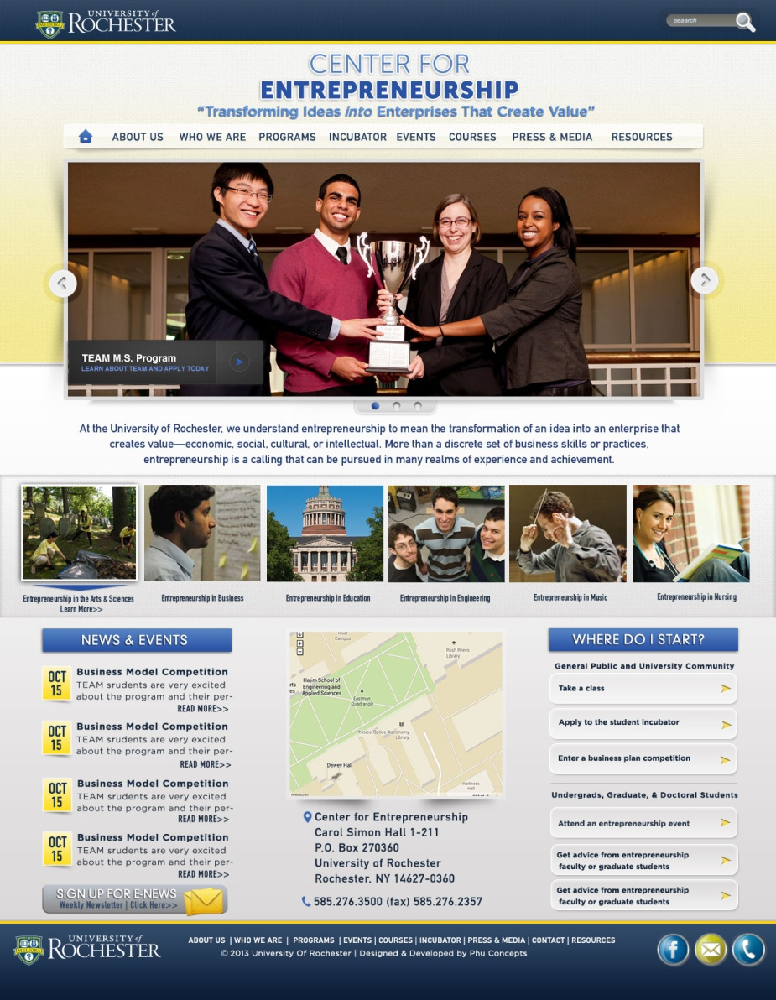 UNIVERSITY of
ROCHESTER
MELIORA
seaarch
CENTER FOR
ENTREPRENEURSHIP
“Transforming Ideas into Enterprises That Create Value”
ABOUT US WHO WE ARE PROGRAMS INCUBATOR EVENTS COURSES PRESS & MEDIA RESOURCES
TEAM M.S. Program
LEARN ABOUT TEAM AND APPLY TODAY
At the University of Rochester, we understand entrepreneurship to mean the transformation of an idea into an enterprise that
creates value—economic, social, cultural, or intellectual. More than a discrete set of business skills or practices,
entrepreneurship is a calling that can be pursued in many realms of experience and achievement.
Entrepreneurship in the Arts & Sciences
Learn More>>
Entrepreneurship in Business
Entrepreneurship in Education
Entrepreneurship in Engineering
Entrepreneurship in Music
Entrepreneurship in Nursing
NEWS & EVENTS
OCT
15
Business Model Competition
TEAM srudents are very excited
about the program and their per-
READ MORE>>
OCT
15
Business Model Competition
TEAM srudents are very excited
about the program and their per-
READ MORE>>
OCT
15
Business Model Competition
TEAM srudents are very excited
about the program and their per-
READ MORE>>
OCT
15
Business Model Competition
TEAM srudents are very excited
about the program and their per-
READ MORE>>
SIGN UP FOR E-NEWS
Weekly Newsletter | Click Here>>
River
Campus
Rush Rhees
Library
Hajim School of
Engineering and
Applied Sciences
Eastman
Quadrangle
Physics-Optics-Astronomy
Library
Dewey Hall
Harkness
Hall
Center for Entrepreneurship
Carol Simon Hall 1-211
P.O. Box 270360
University of Rochester
Rochester, NY 14627-0360
585.276.3500 (fax) 585.276.2357
WHERE DO I START?
General Public and University Community
Take a class
Apply to the student incubator
Enter a business plan competition
Undergrads, Graduate, & Doctoral Students
Attend an entrepreneurship event
Get advice from entrepreneurship
faculty or graduate students
Get advice from entrepreneurship
faculty or graduate students
UNIVERSITY of
ROCHESTER
ABOUT US | WHO WE ARE | PROGRAMS | EVENTS | COURSES | INCUBATOR | PRESS & MEDIA | CONTACT | RESOURCES
© 2013 University Of Rochester | Designed & Developed by Phu Concepts